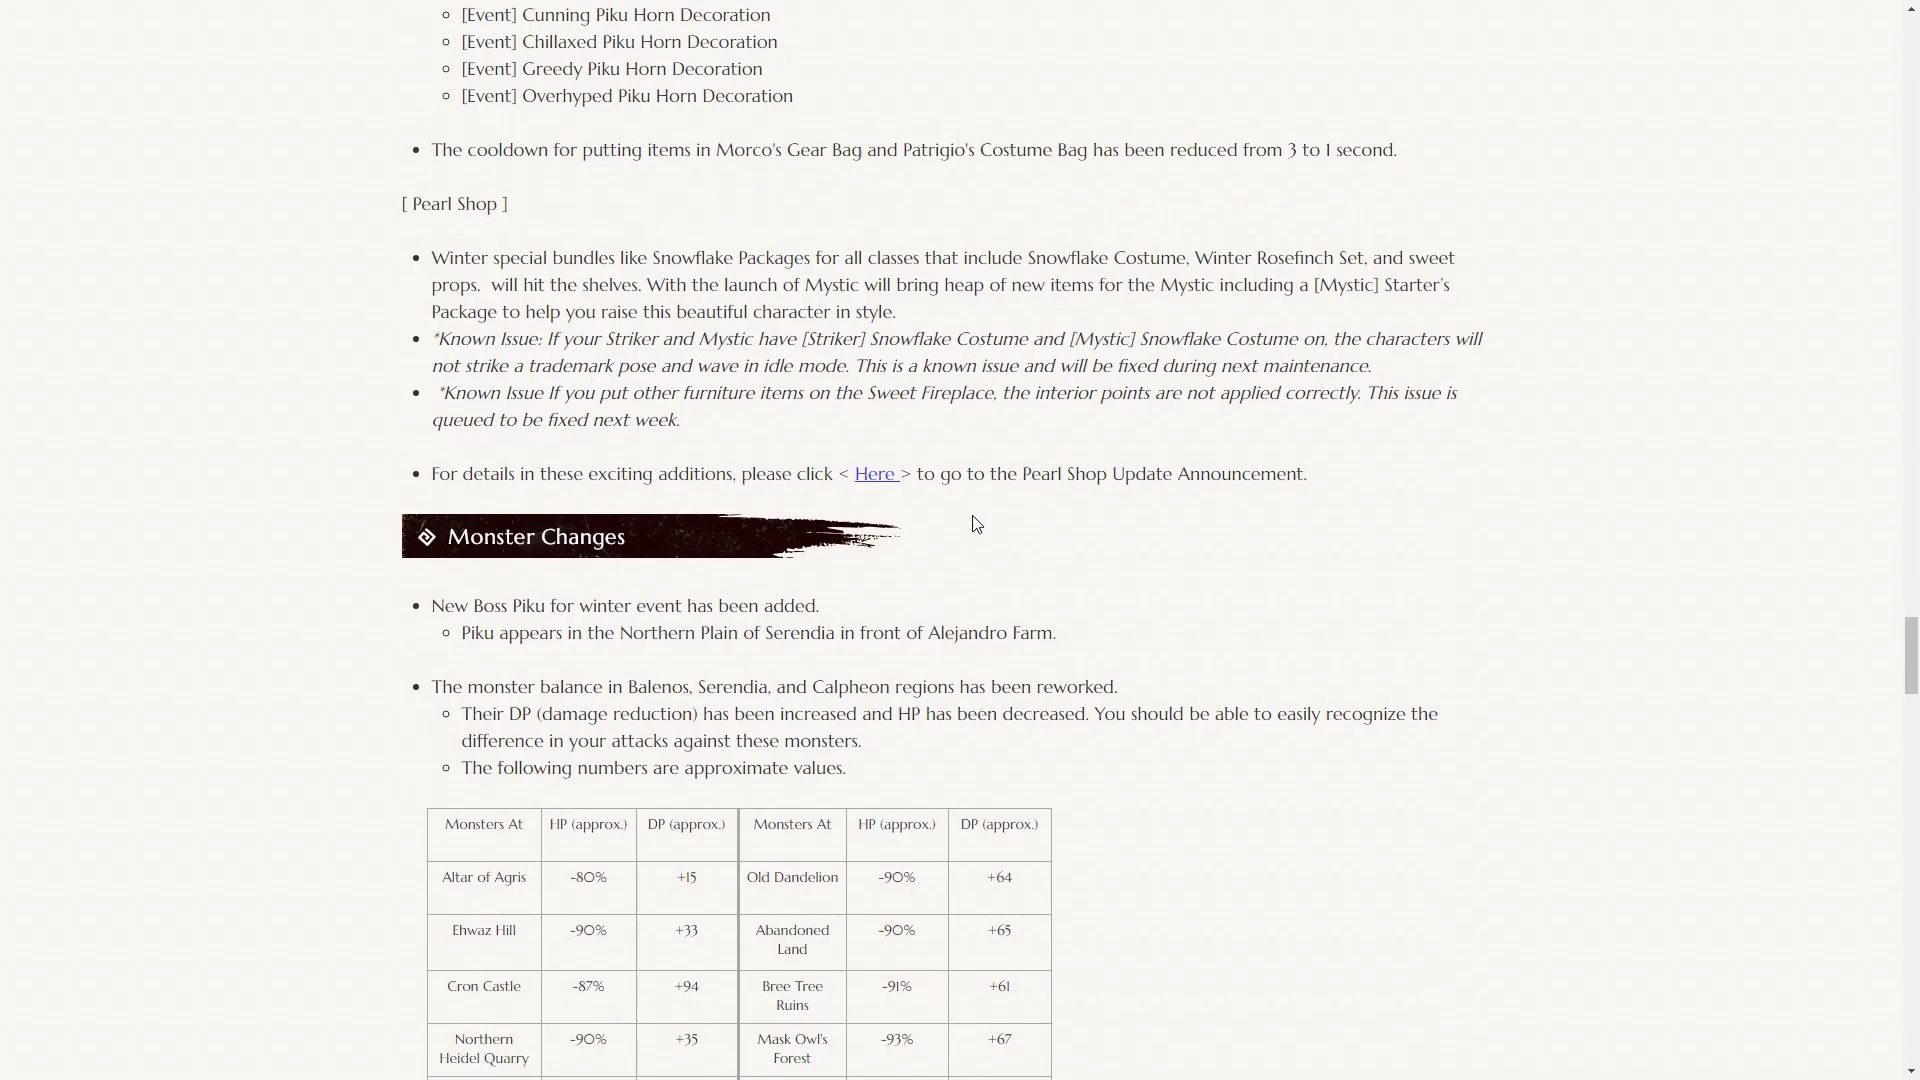 [Event] Cunning Piku Horn Decoration
[Event] Chillaxed Piku Horn Decoration
[Event] Greedy Piku Horn Decoration
[Event] Overhyped Piku Horn Decoration
The cooldown for putting items in Morco's Gear Bag and Patrigio's Costume Bag has been reduced from 3 to 1 second.
[ Pearl Shop ]
Winter special bundles like Snowflake Packages for all classes that include Snowflake Costume, Winter Rosefinch Set, and sweet
props.  will hit the shelves. With the launch of Mystic will bring heap of new items for the Mystic including a [Mystic] Starter's
Package to help you raise this beautiful character in style.
*Known Issue: If your Striker and Mystic have [Striker] Snowflake Costume and [Mystic] Snowflake Costume on, the characters will
not strike a trademark pose and wave in idle mode. This is a known issue and will be fixed during next maintenance.
*Known Issue If you put other furniture items on the Sweet Fireplace, the interior points are not applied correctly. This issue is
queued to be fixed next week.
For details in these exciting additions, please click < Here > to go to the Pearl Shop Update Announcement.
Monster Changes
New Boss Piku for winter event has been added.
Piku appears in the Northern Plain of Serendia in front of Alejandro Farm.
The monster balance in Balenos, Serendia, and Calpheon regions has been reworked.
Their DP (damage reduction) has been increased and HP has been decreased. You should be able to easily recognize the
difference in your attacks against these monsters.
The following numbers are approximate values.
Monsters At HP (approx.) DP (approx.) Monsters At HP (approx.) DP (approx.)
Altar of Agris -80% +15 Old Dandelion -90% +64
Ehwaz Hill -90% +33 Abandoned -90% +65
Land
Cron Castle -87% +94 Bree Tree -91% +61
Ruins
Northern -90% +35 Mask Owl's -93% +67
Heidel Quarry Forest